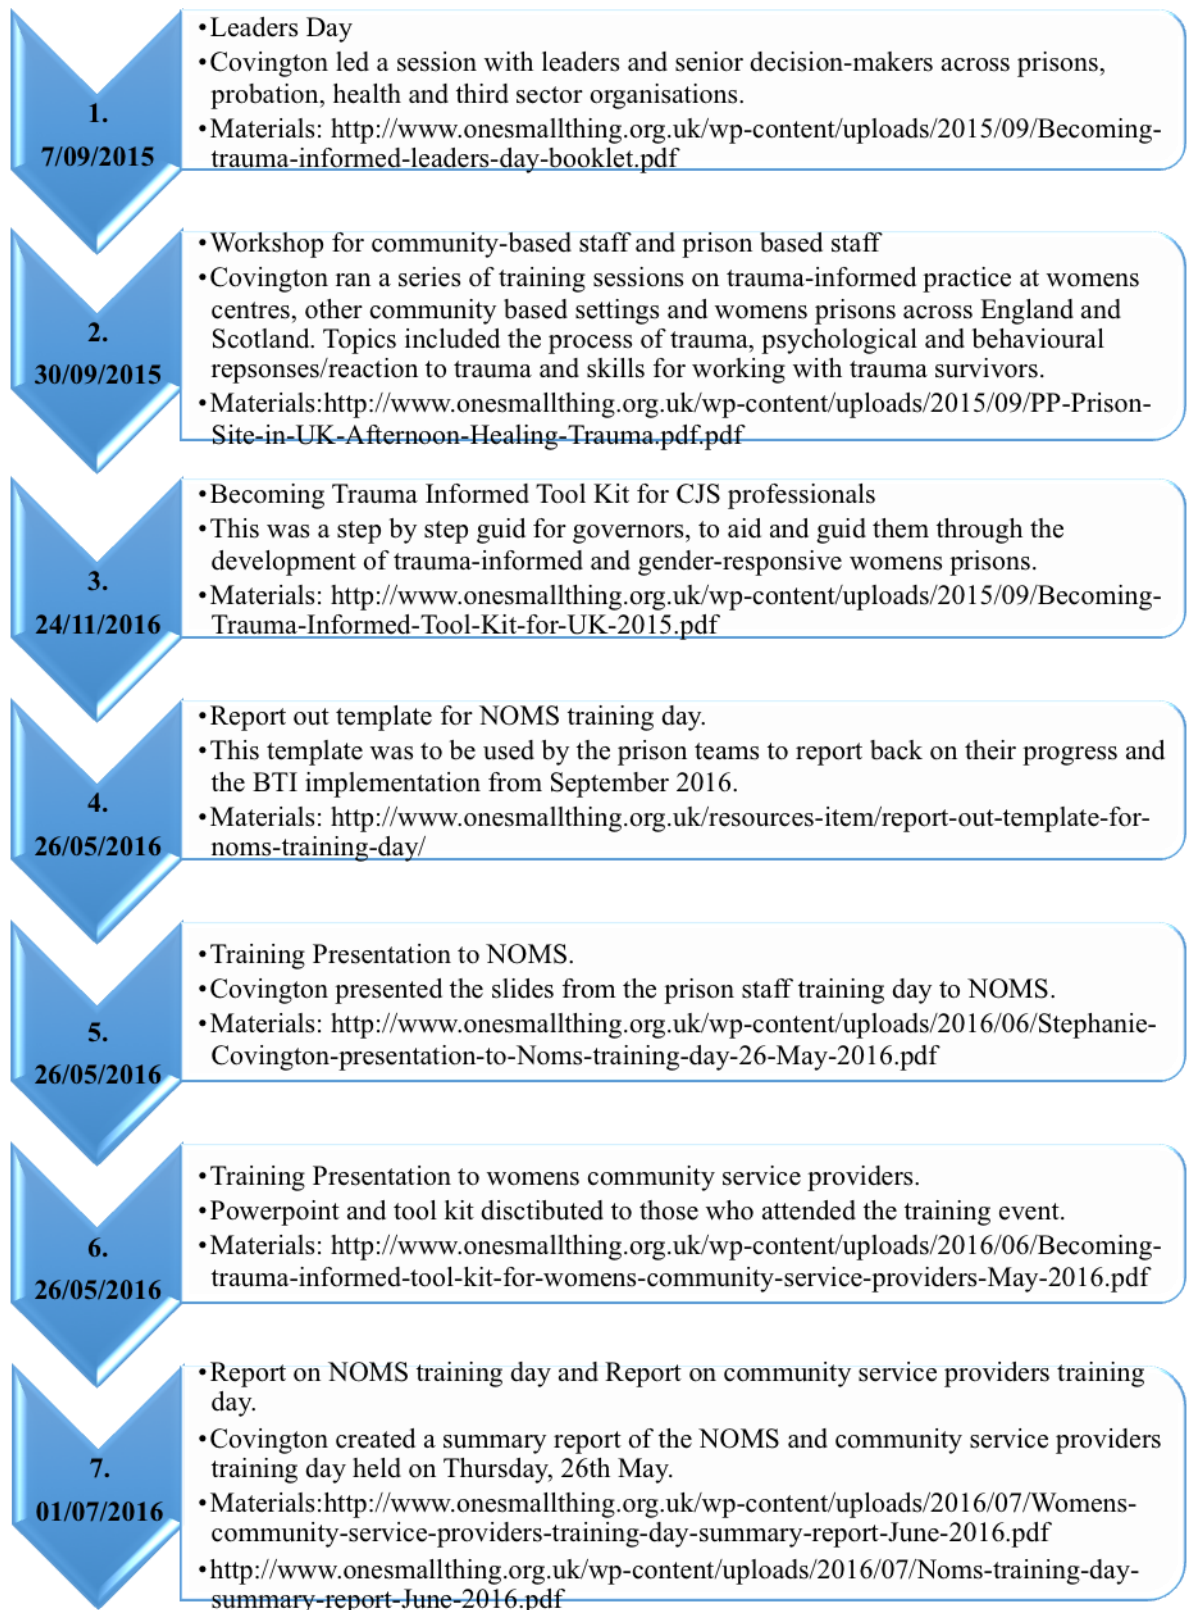 1.
7/09/2015
•Leaders Day
•Covington led a session with leaders and senior decision-makers across prisons,
probation, health and third sector organisations.
•Materials: http://www.onesmallthing.org.uk/wp-content/uploads/2015/09/Becoming-
trauma-informed-leaders-day-booklet.pdf
2.
30/09/2015
•Workshop for community-based staff and prison based staff
•Covington ran a series of training sessions on trauma-informed practice at womens
centres, other community based settings and womens prisons across England and
Scotland. Topics included the process of trauma, psychological and behavioural
repsonses/reaction to trauma and skills for working with trauma survivors.
•Materials:http://www.onesmallthing.org.uk/wp-content/uploads/2015/09/PP-Prison-
Site-in-UK-Afternoon-Healing-Trauma.pdf.pdf
3.
24/11/2016
•Becoming Trauma Informed Tool Kit for CJS professionals
•This was a step by step guid for governors, to aid and guid them through the
development of trauma-informed and gender-responsive womens prisons.
•Materials: http://www.onesmallthing.org.uk/wp-content/uploads/2015/09/Becoming-
Trauma-Informed-Tool-Kit-for-UK-2015.pdf
4.
26/05/2016
•Report out template for NOMS training day.
•This template was to be used by the prison teams to report back on their progress and
the BTI implementation from September 2016.
•Materials: http://www.onesmallthing.org.uk/resources-item/report-out-template-for-
noms-training-day/
5.
26/05/2016
•Training Presentation to NOMS.
•Covington presented the slides from the prison staff training day to NOMS.
•Materials: http://www.onesmallthing.org.uk/wp-content/uploads/2016/06/Stephanie-
Covington-presentation-to-Noms-training-day-26-May-2016.pdf
6.
26/05/2016
•Training Presentation to womens community service providers.
•Powerpoint and tool kit disctibuted to those who attended the training event.
•Materials: http://www.onesmallthing.org.uk/wp-content/uploads/2016/06/Becoming-
trauma-informed-tool-kit-for-womens-community-service-providers-May-2016.pdf
7.
01/07/2016
•Report on NOMS training day and Report on community service providers training
day.
•Covington created a summary report of the NOMS and community service providers
training day held on Thursday, 26th May.
•Materials:http://www.onesmallthing.org.uk/wp-content/uploads/2016/07/Womens-
community-service-providers-training-day-summary-report-June-2016.pdf
•http://www.onesmallthing.org.uk/wp-content/uploads/2016/07/Noms-training-day-
summary-report-June-2016.pdf